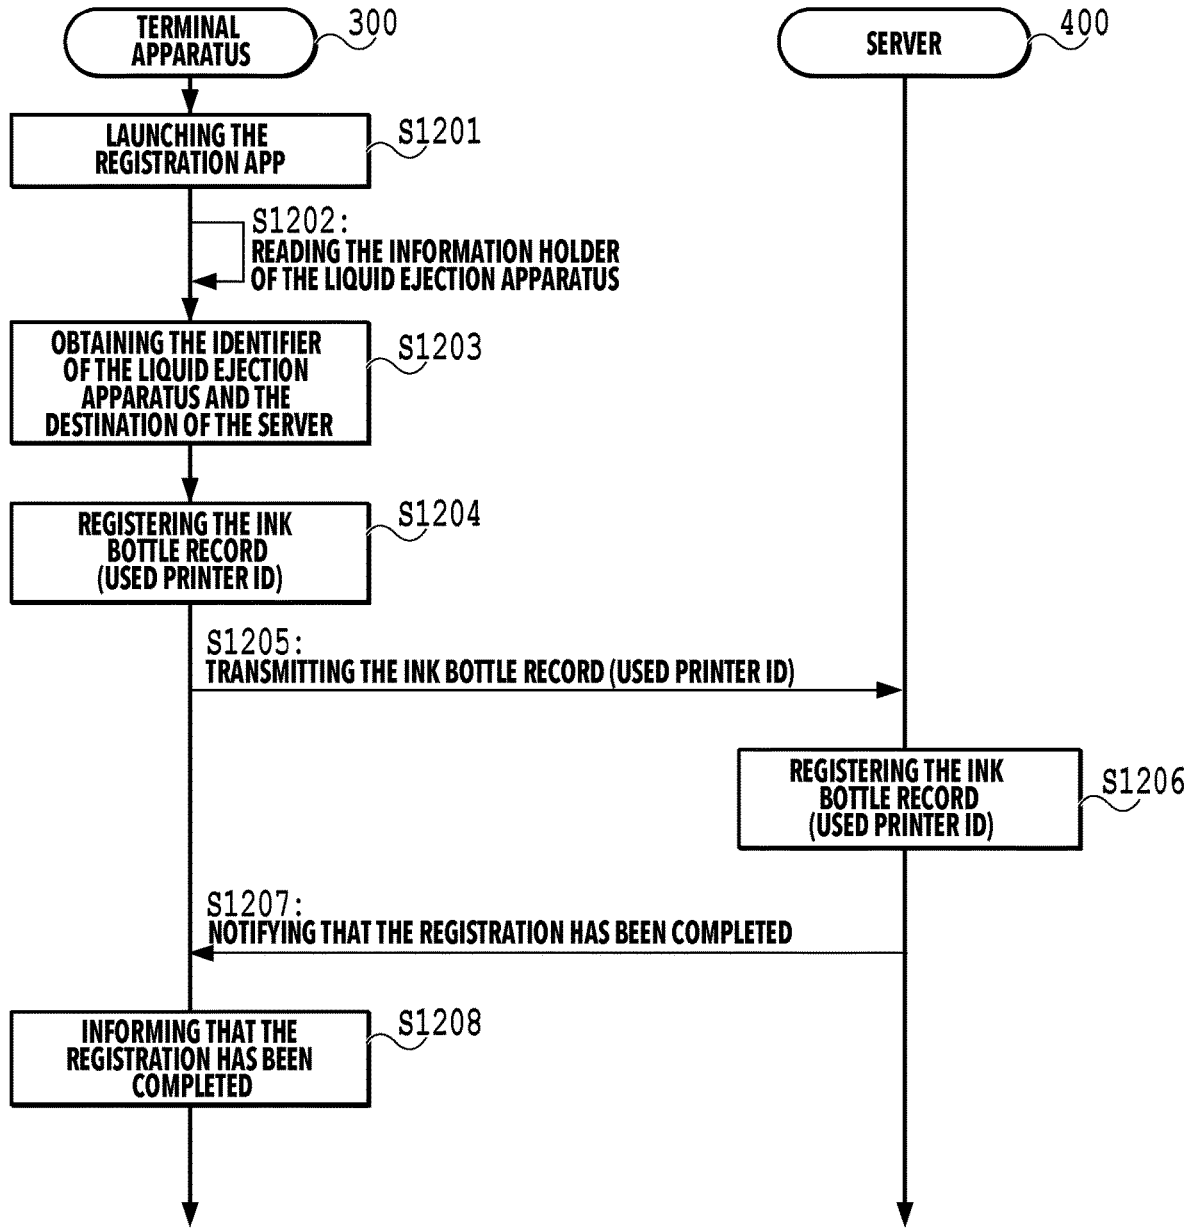 TERMINAL
APPARATUS
300
SERVER
400
LAUNCHING THE
REGISTRATION APP
S1201
S1202:
READING THE INFORMATION HOLDER
OF THE LIQUID EJECTION APPARATUS
OBTAINING THE IDENTIFIER
OF THE LIQUID EJECTION
APPARATUS AND THE
DESTINATION OF THE SERVER
S1203
REGISTERING THE INK
BOTTLE RECORD
(USED PRINTER ID)
S1204
S1205:
TRANSMITTING THE INK BOTTLE RECORD (USED PRINTER ID)
REGISTERING THE INK
BOTTLE RECORD
(USED PRINTER ID)
S1206
S1207:
NOTIFYING THAT THE REGISTRATION HAS BEEN COMPLETED
INFORMING THAT THE
REGISTRATION HAS BEEN
COMPLETED
S1208